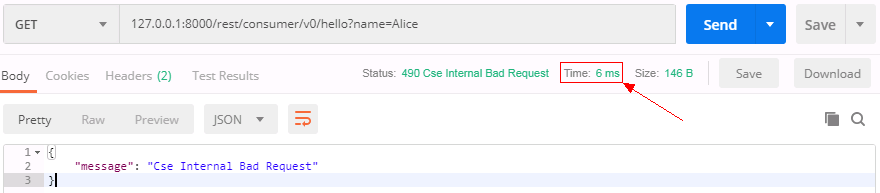 GET 127.0.0.1:8000/rest/consumer/v0/hello?name=Alice Send Save
Body Cookies Headers (2) Test Results Status: 490 Cse Internal Bad Request Time: 6 ms Size: 146 B Save Download
Pretty Raw Preview JSON
1 {
2 "message": "Cse Internal Bad Request"
3 }